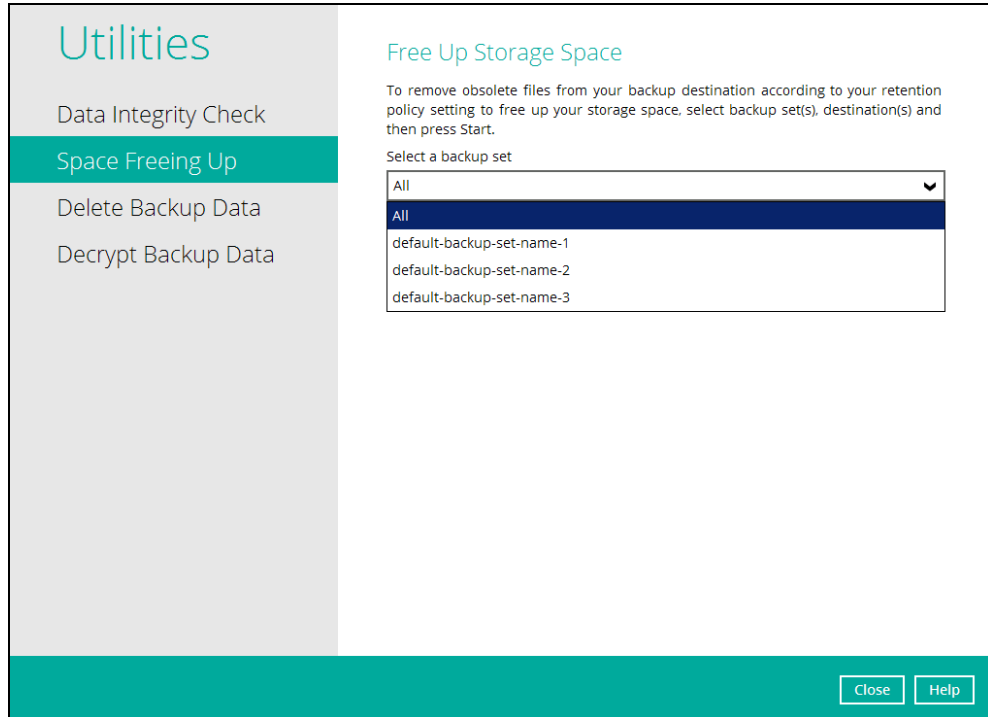 Utilities
Data Integrity Check
Space Freeing Up
Delete Backup Data
Decrypt Backup Data
Free Up Storage Space
To remove obsolete files from your backup destination according to your retention
policy setting to free up your storage space, select backup set(s), destination(s) and
then press Start.
Select a backup set
All
All
default-backup-set-name-1
default-backup-set-name-2
default-backup-set-name-3
Close
Help